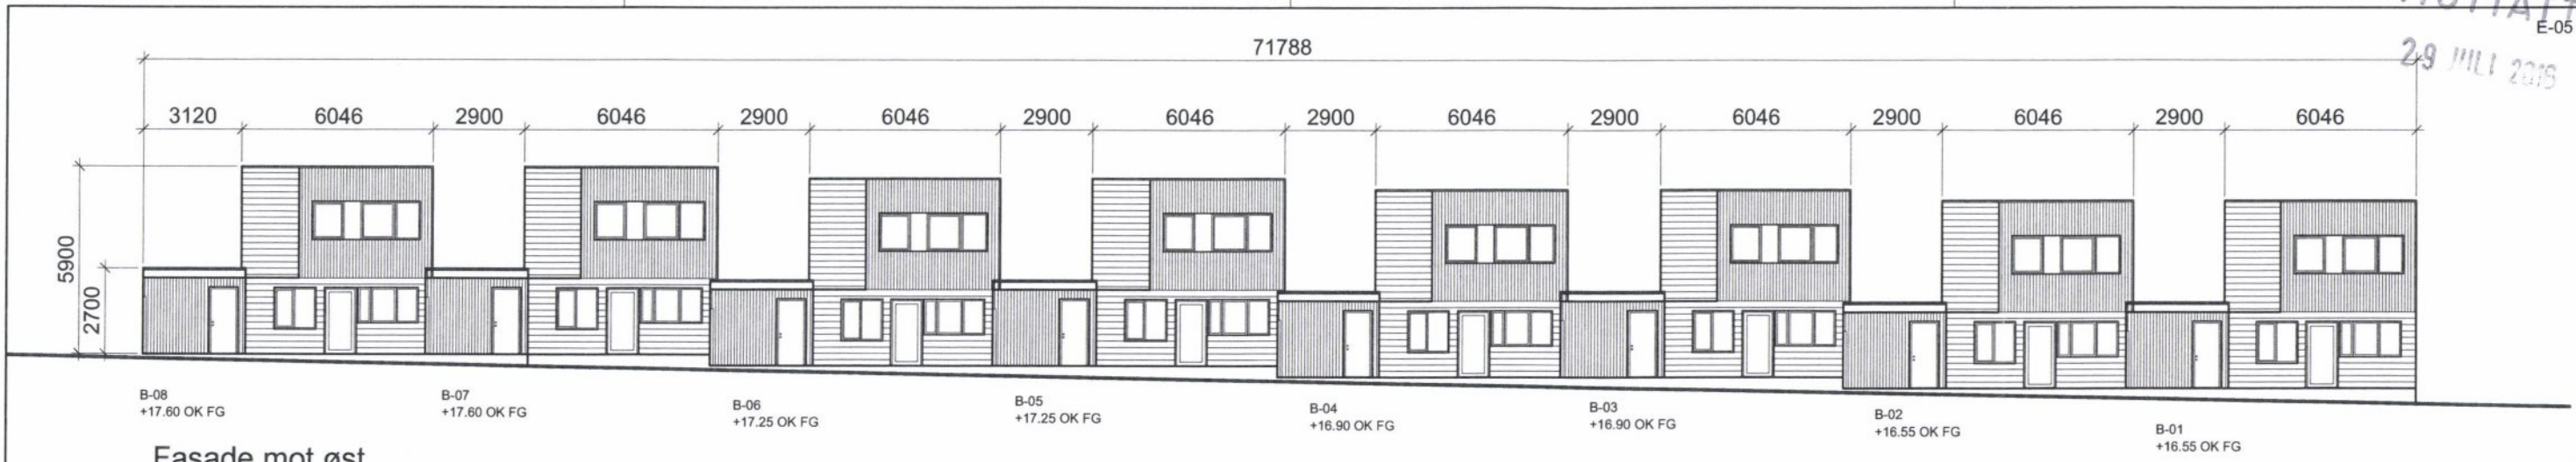 MOTTATT
E-05
29 JULI 2019
71788
3120 6046 2900 6046 2900 6046 2900 6046 2900 6046 2900 6046 2900 6046 2900 6046
5900
2700
B-08
+17.60 OK FG
B-07
+17.60 OK FG
B-06
+17.25 OK FG
B-05
+17.25 OK FG
B-04
+16.90 OK FG
B-03
+16.90 OK FG
B-02
+16.55 OK FG
B-01
+16.55 OK FG
Fasade mot øst